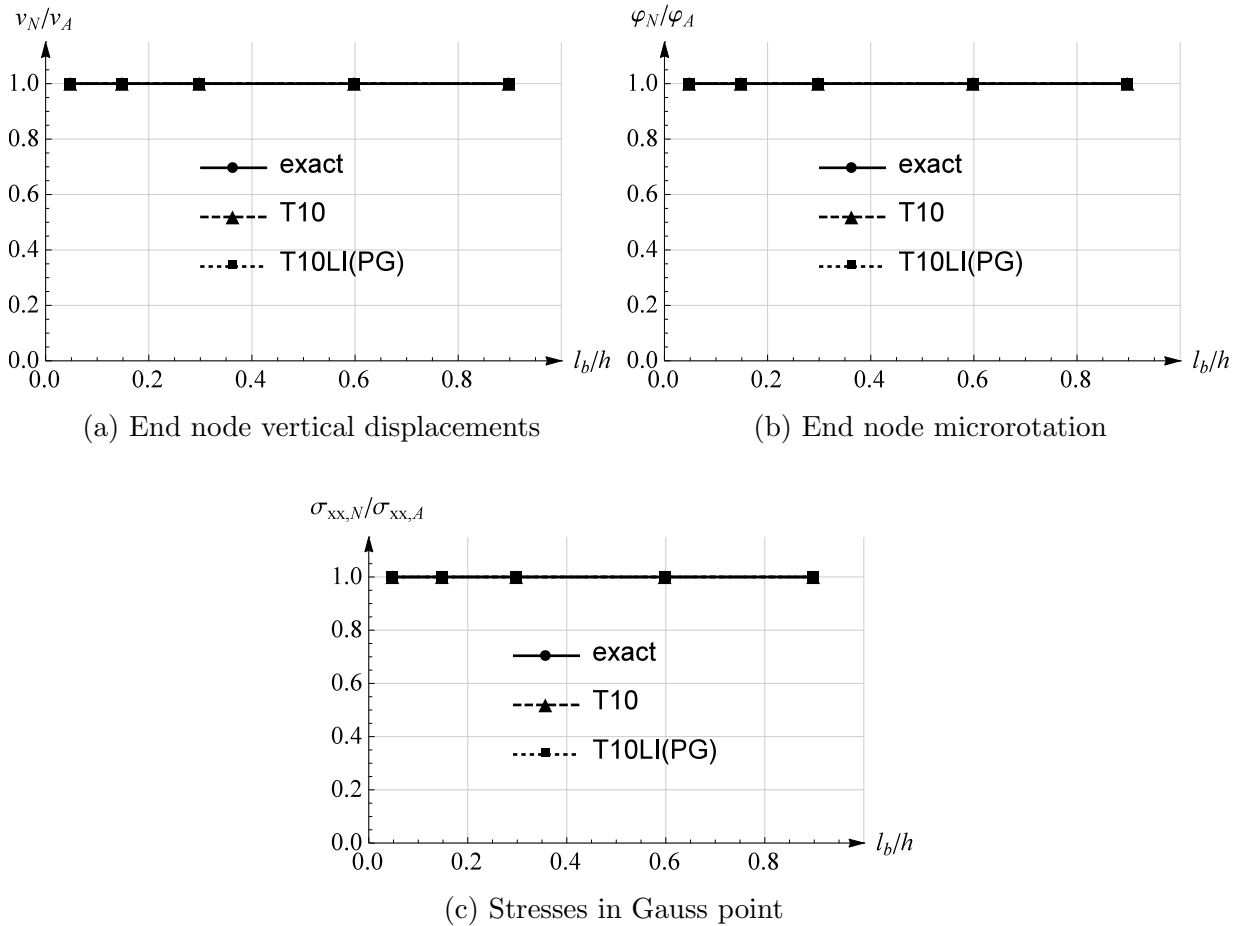 v_N/v_A
1.0
0.8
0.6
0.4
0.2
0.0
exact
T10
T10LI(PG)
0.0 0.2 0.4 0.6 0.8
l_b/h
(a) End node vertical displacements
φ_N/φ_A
1.0
0.8
0.6
0.4
0.2
0.0
exact
T10
T10LI(PG)
0.0 0.2 0.4 0.6 0.8
l_b/h
(b) End node microrotation
σ_xx,N/σ_xx,A
1.0
0.8
0.6
0.4
0.2
0.0
exact
T10
T10LI(PG)
0.0 0.2 0.4 0.6 0.8
l_b/h
(c) Stresses in Gauss point